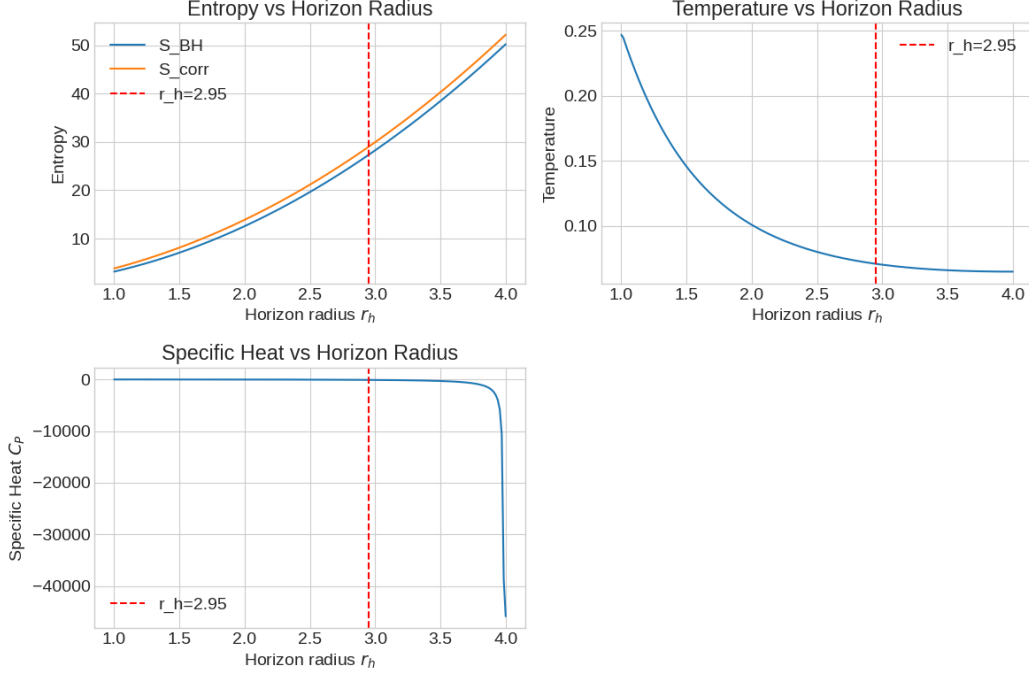 Entropy vs Horizon Radius
50
40
30
20
10
Entropy
S_BH
S_corr
r_h=2.95
1.0 1.5 2.0 2.5 3.0 3.5 4.0
Horizon radius r_h
Temperature vs Horizon Radius
0.25
0.20
0.15
0.10
Temperature
r_h=2.95
1.0 1.5 2.0 2.5 3.0 3.5 4.0
Horizon radius r_h
Specific Heat vs Horizon Radius
0
−10000
−20000
−30000
−40000
Specific Heat C_P
r_h=2.95
1.0 1.5 2.0 2.5 3.0 3.5 4.0
Horizon radius r_h